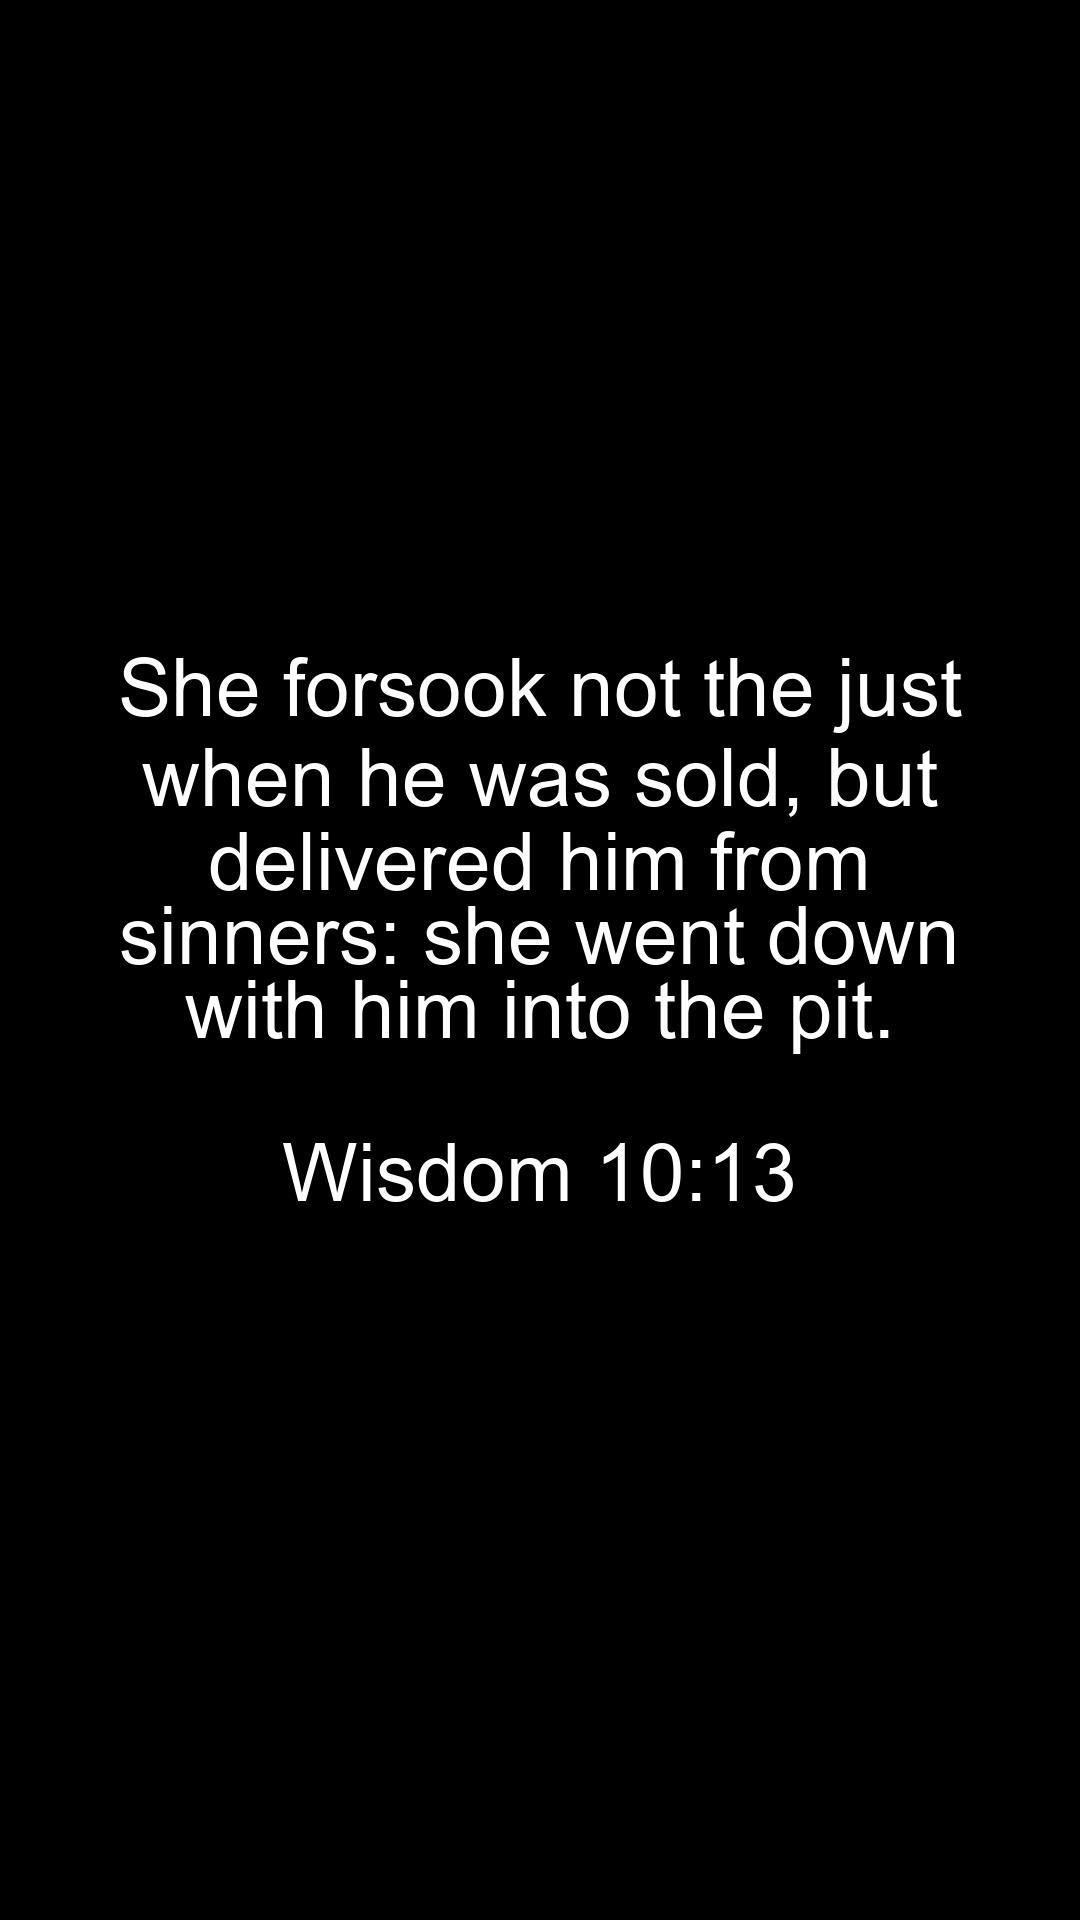 She forsook not the just
when he was sold, but
delivered him from
sinners: she went down
with him into the pit.
Wisdom 10:13